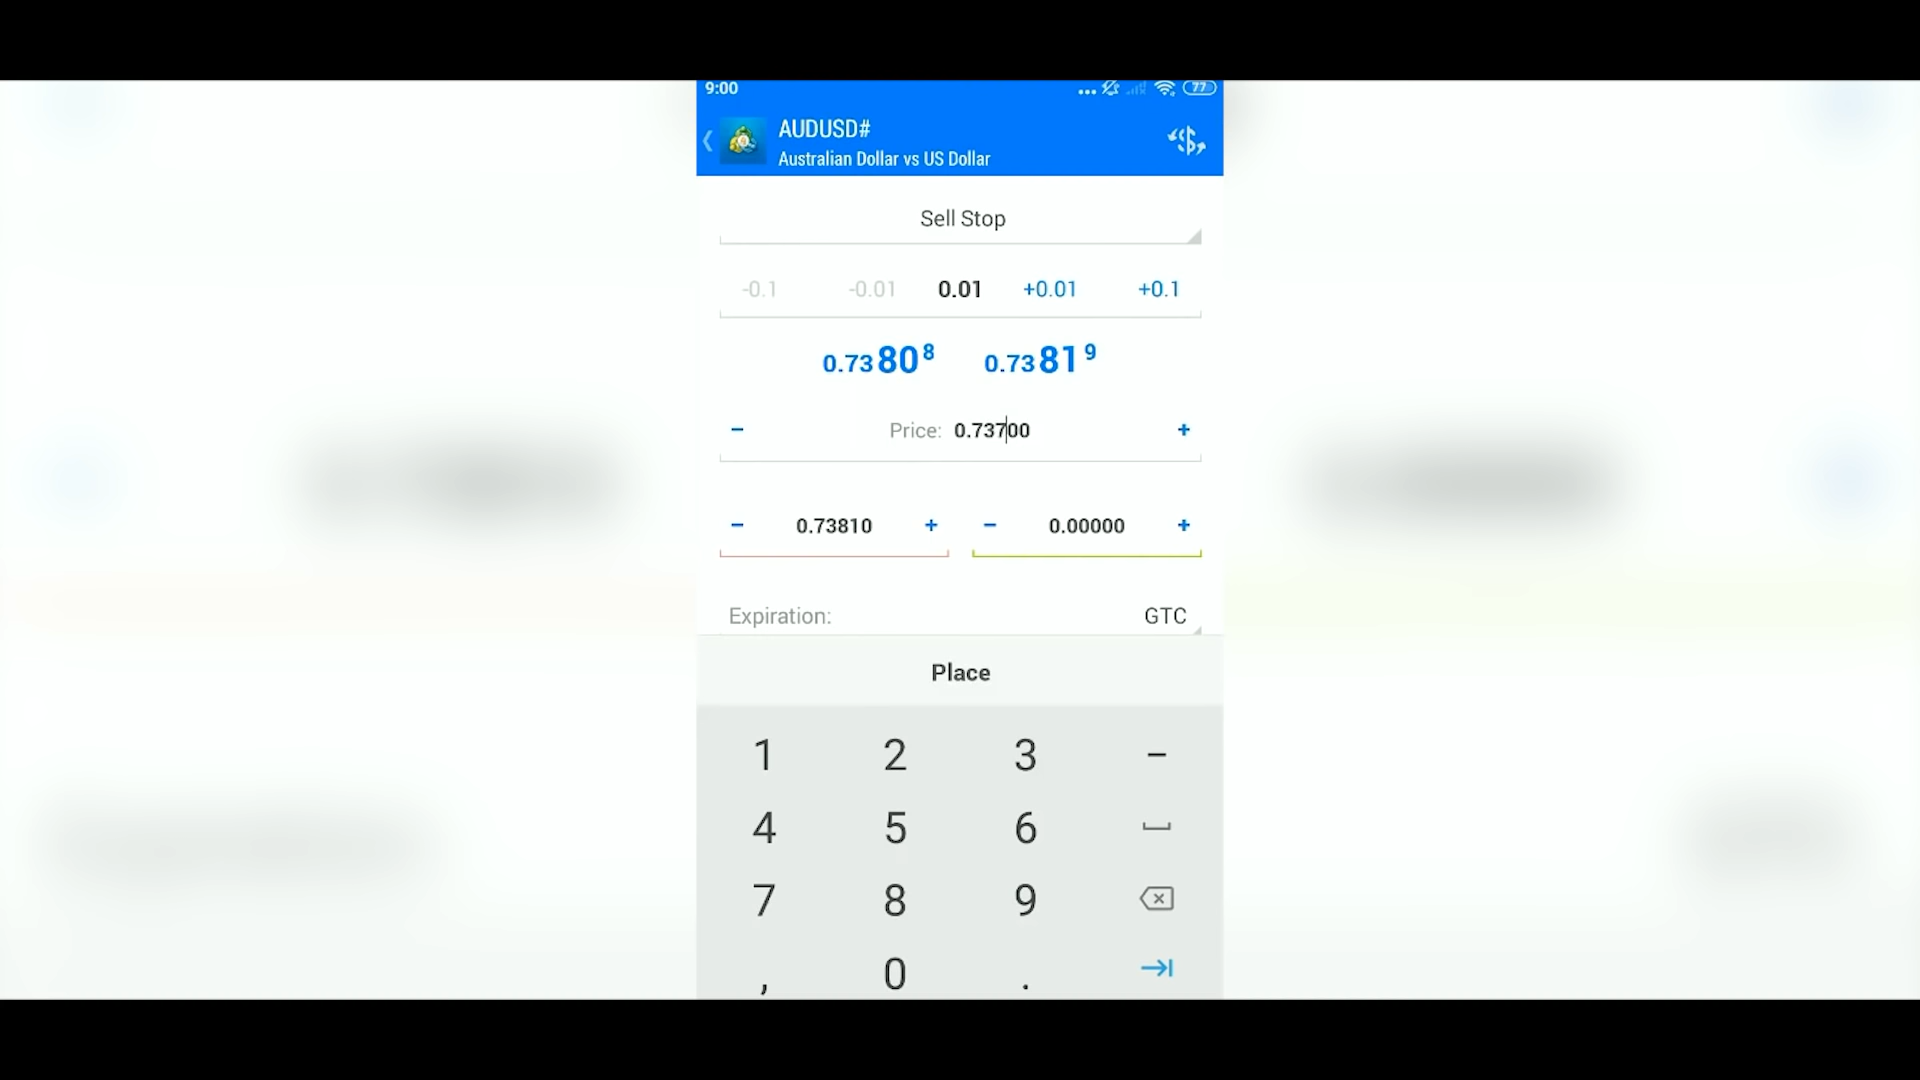 9:00 77
AUDUSD#
Australian Dollar vs US Dollar
Sell Stop
-0.1 -0.01 0.01 +0.01 +0.1
0.73808 0.73819
− Price: 0.73700 +
− 0.73810 + − 0.00000 +
Expiration: GTC
Place
1 2 3 −
4 5 6
7 8 9
, 0 .